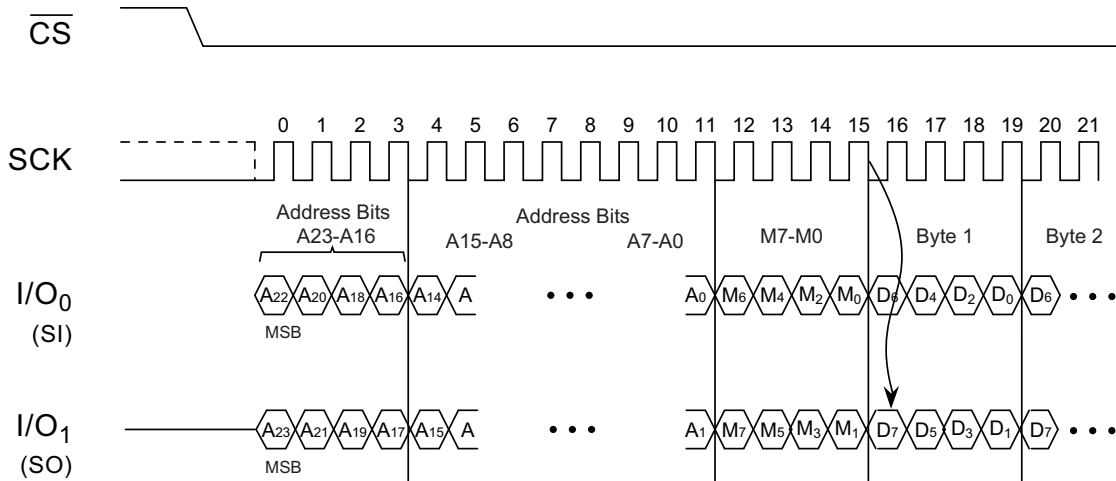 CS
0 1 2 3 4 5 6 7 8 9 10 11 12 13 14 15 16 17 18 19 20 21
SCK
Address Bits
A23-A16
Address Bits
A15-A8 A7-A0 M7-M0 Byte 1 Byte 2
I/O0 A22 A20 A18 A16 A14 A • • • A0 M6 M4 M2 M0 D6 D4 D2 D0 D6 • • •
(SI) MSB
I/O1 A23 A21 A19 A17 A15 A • • • A1 M7 M5 M3 M1 D7 D5 D3 D1 D7 • • •
(SO) MSB